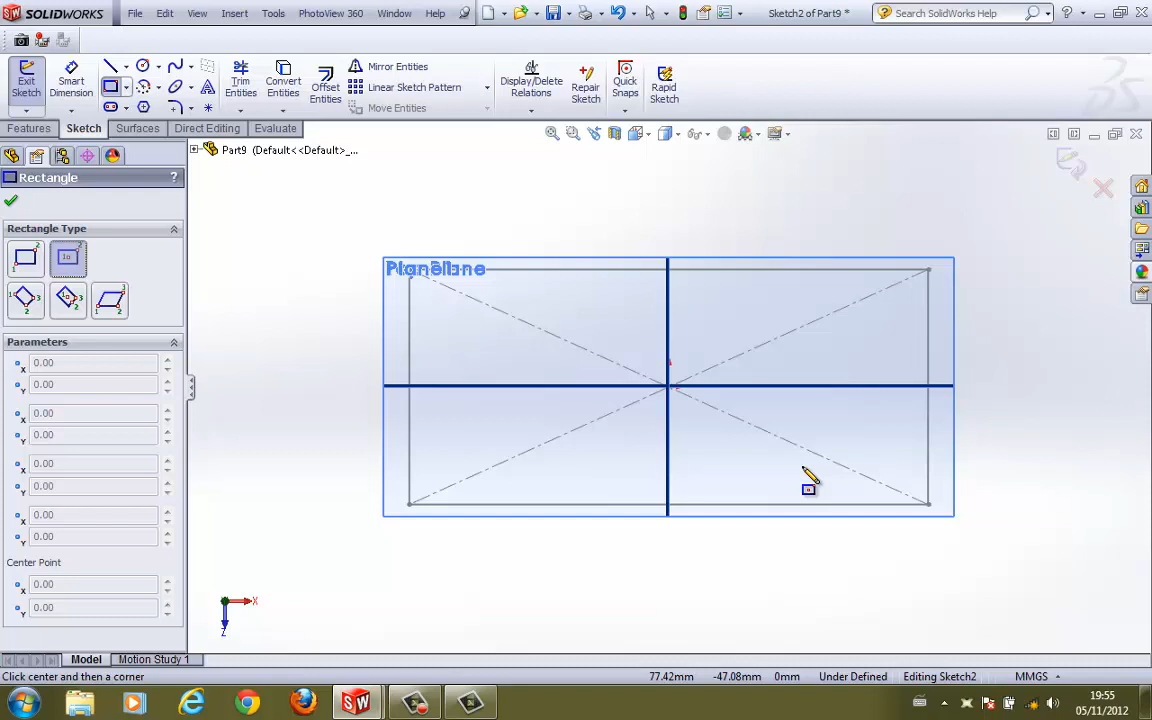 SOLIDWORKS File Edit View Insert Tools PhotoView 360 Window Help Sketch2 of Part9 * Search SolidWorks Help
Exit Sketch
Smart Dimension
Trim Entities
Convert Entities
Offset Entities
Mirror Entities
Linear Sketch Pattern
Move Entities
Display/Delete Relations
Repair Sketch
Quick Snaps
Rapid Sketch
Features Sketch Surfaces Direct Editing Evaluate
Part9 (Default<<Default>_...
Rectangle ?
Rectangle Type
Parameters
X 0.00
Y 0.00
X 0.00
Y 0.00
X 0.00
Y 0.00
X 0.00
Y 0.00
Center Point
X 0.00
Y 0.00
X
Z
Model Motion Study 1
Click center and then a corner 77.42mm -47.08mm 0mm Under Defined Editing Sketch2 MMGS
19:55
05/11/2012